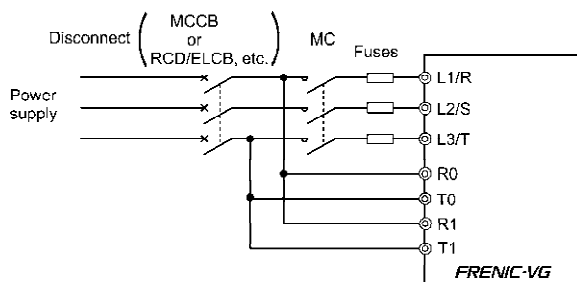 MCCB
or
Disconnect
RCD/ELCB, etc.
MC
Fuses
Power
supply
L1/R
L2/S
L3/T
R0
T0
R1
T1
FRENIC-VG